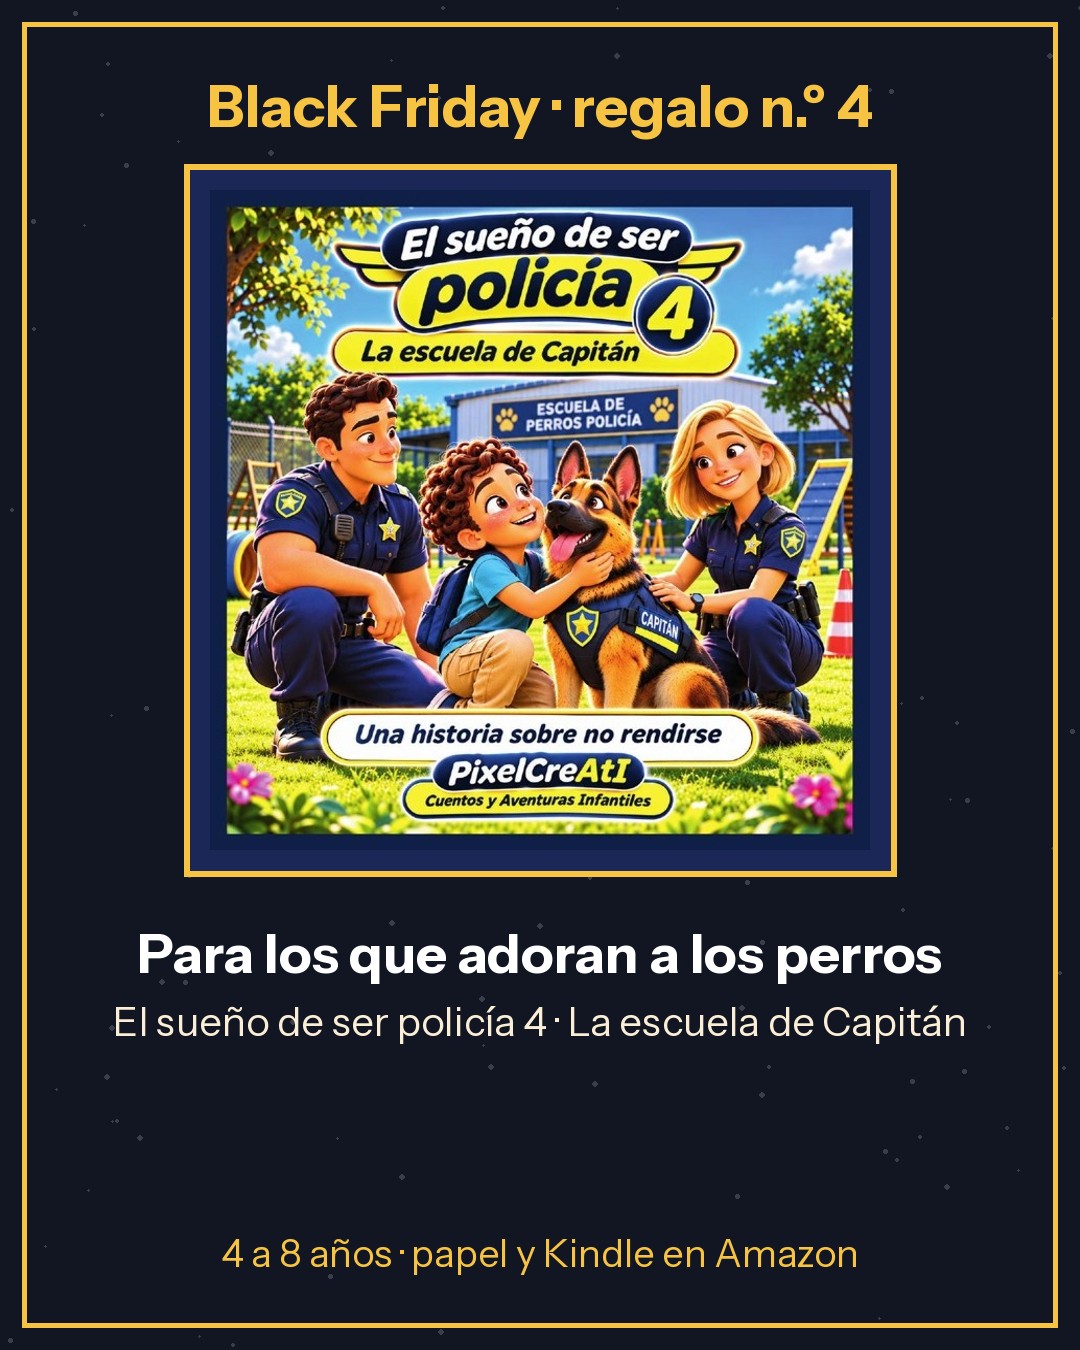 Black Friday · regalo n.º 4
El sueño de ser
policía
4
La escuela de Capitán
ESCUELA DE
PERROS POLICÍA
CAPITÁN
Una historia sobre no rendirse
PixelCreAtI
Cuentos y Aventuras Infantiles
Para los que adoran a los perros
El sueño de ser policía 4 · La escuela de Capitán
4 a 8 años · papel y Kindle en Amazon